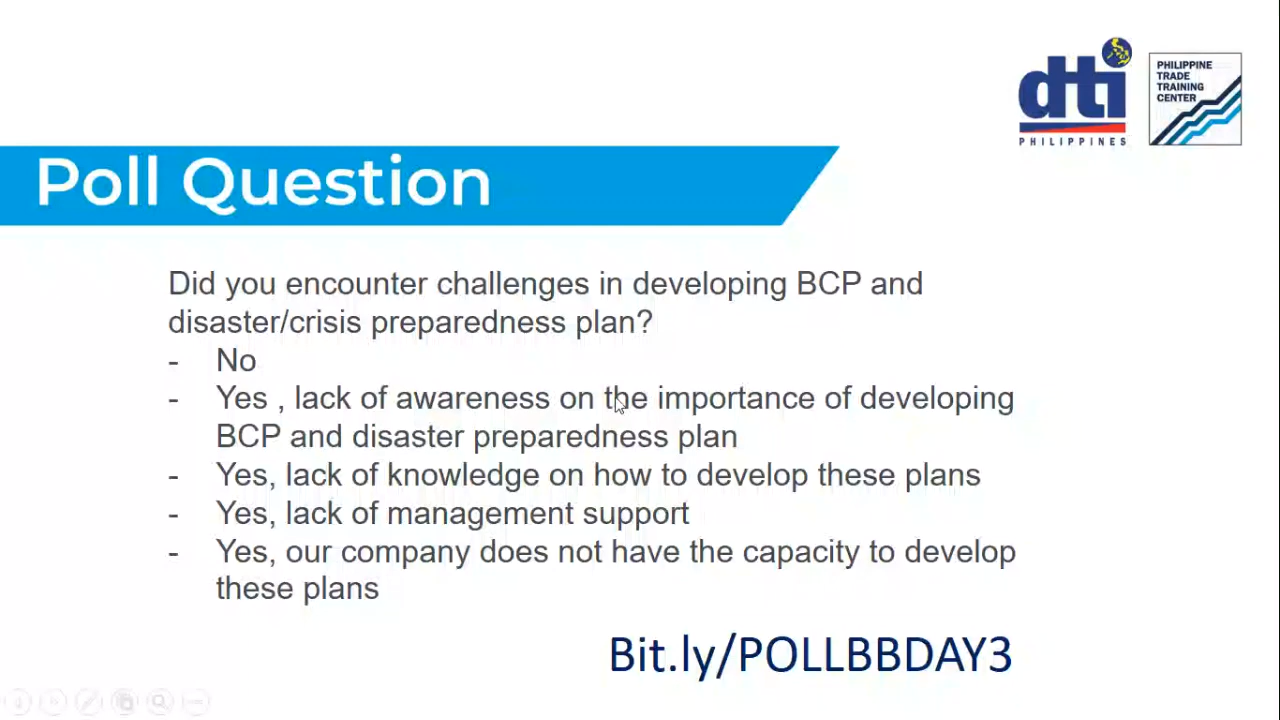 dti
PHILIPPINES
PHILIPPINE
TRADE
TRAINING
CENTER
Poll Question
Did you encounter challenges in developing BCP and
disaster/crisis preparedness plan?
- No
- Yes , lack of awareness on the importance of developing
BCP and disaster preparedness plan
- Yes, lack of knowledge on how to develop these plans
- Yes, lack of management support
- Yes, our company does not have the capacity to develop
these plans
Bit.ly/POLLBBDAY3